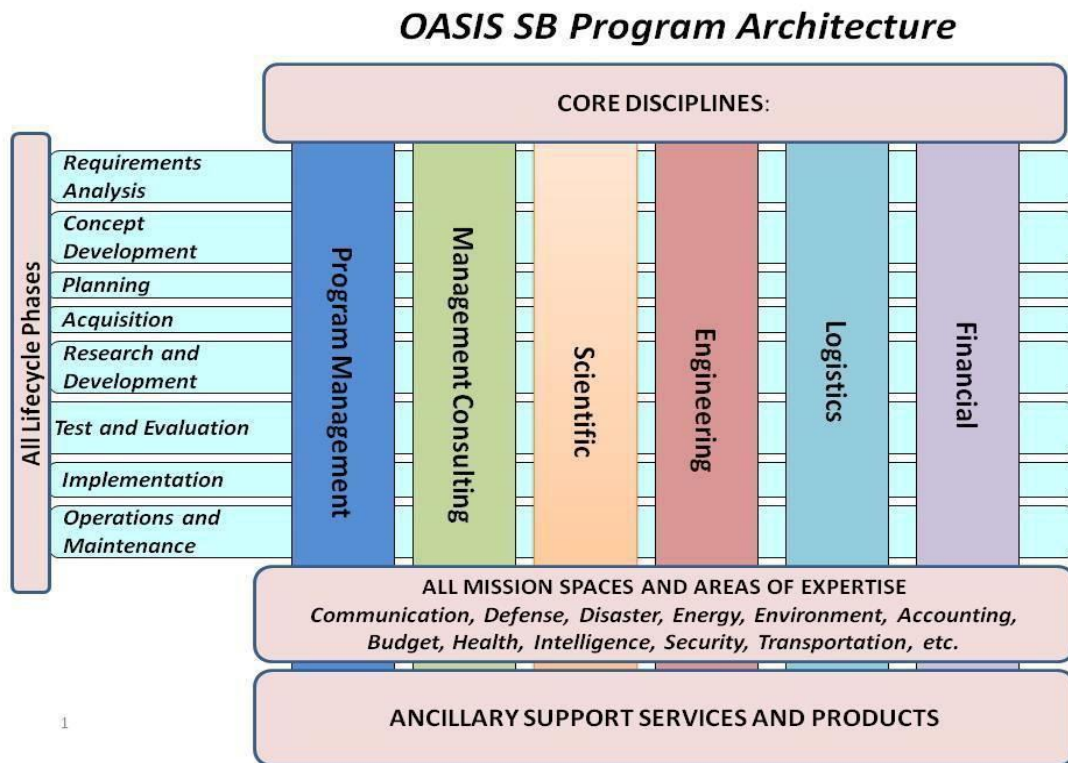 OASIS SB Program Architecture
CORE DISCIPLINES:
All Lifecycle Phases
Requirements
Analysis
Concept
Development
Planning
Acquisition
Research and
Development
Test and Evaluation
Implementation
Operations and
Maintenance
Program Management
Management Consulting
Scientific
Engineering
Logistics
Financial
ALL MISSION SPACES AND AREAS OF EXPERTISE
Communication, Defense, Disaster, Energy, Environment, Accounting,
Budget, Health, Intelligence, Security, Transportation, etc.
ANCILLARY SUPPORT SERVICES AND PRODUCTS
1